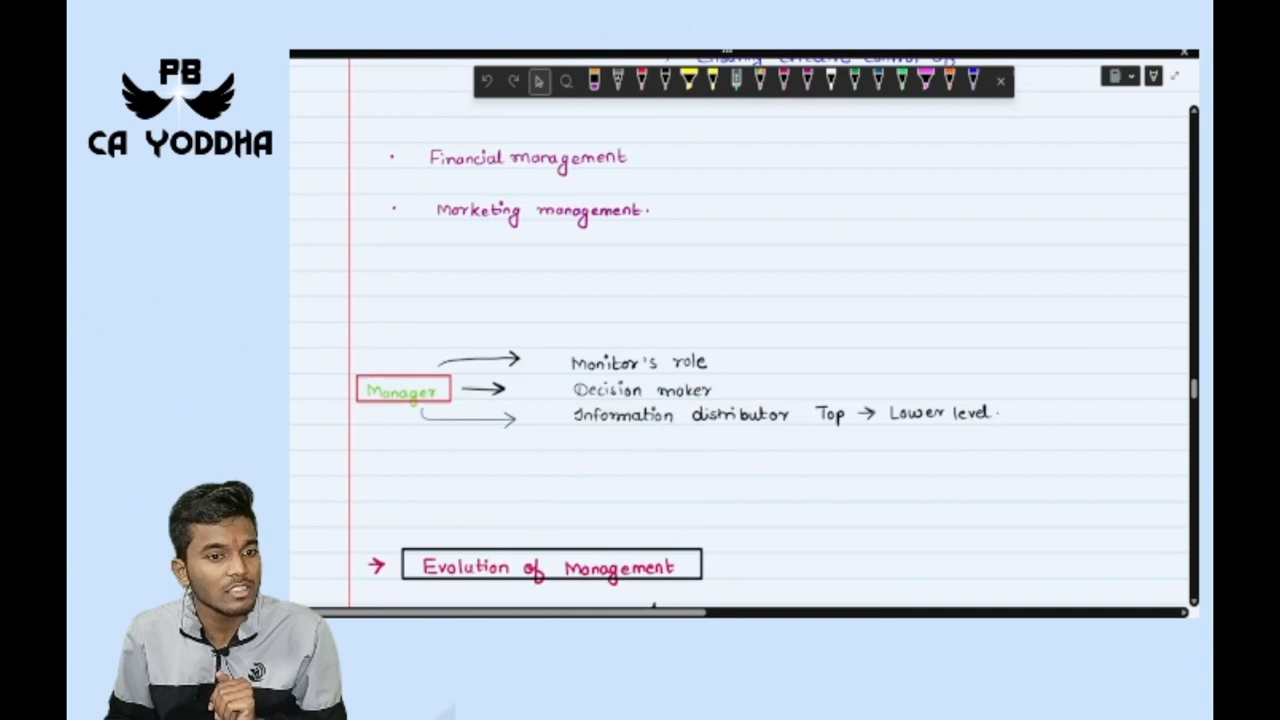 PB
CA YODDHA
Financial management
Marketing management.
Monitor's role
Manager
Decision maker
Information distributor Top → Lower level.
→ Evolution of Management